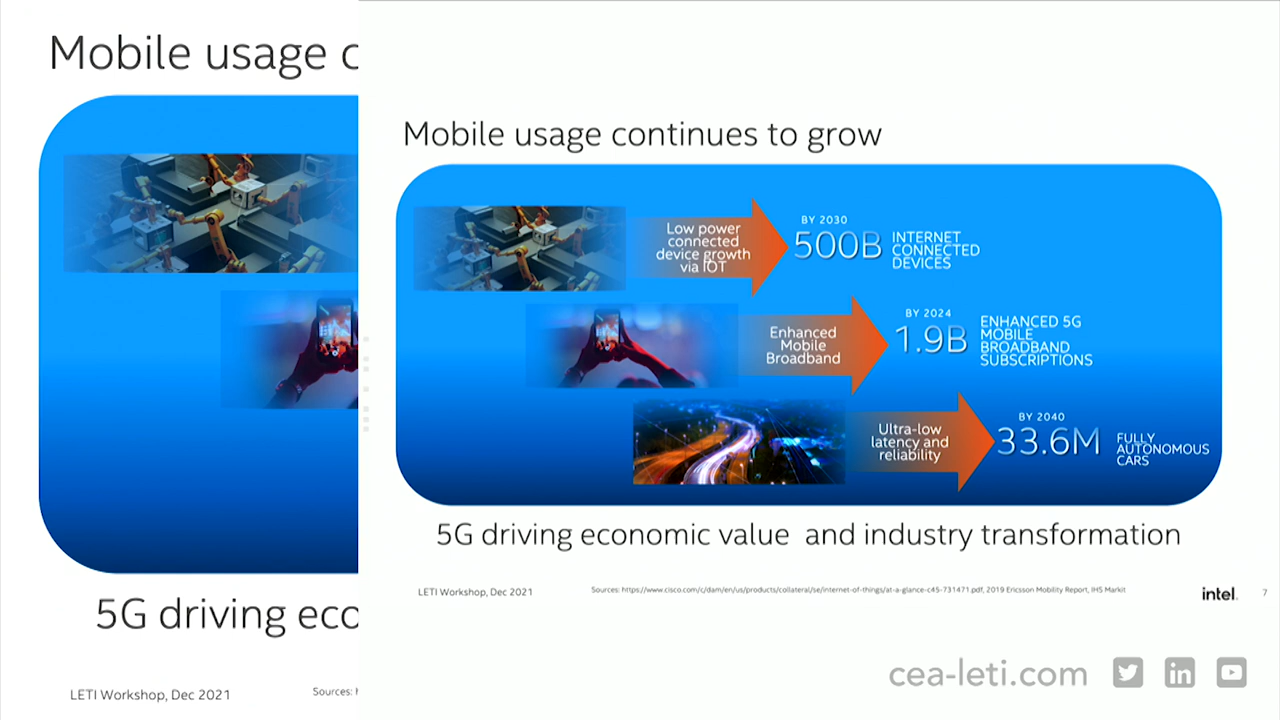 Mobile usage c
5G driving eco
LETI Workshop, Dec 2021
Sources: h
Mobile usage continues to grow
Low power
connected
device growth
via IOT
BY 2030
500B
INTERNET
CONNECTED
DEVICES
Enhanced
Mobile
Broadband
BY 2024
1.9B
ENHANCED 5G
MOBILE
BROADBAND
SUBSCRIPTIONS
Ultra-low
latency and
reliability
BY 2040
33.6M
FULLY
AUTONOMOUS
CARS
5G driving economic value and industry transformation
LETI Workshop, Dec 2021
Sources: https://www.cisco.com/c/dam/en/us/products/collateral/se/internet-of-things/at-a-glance-c45-731471.pdf, 2019 Ericsson Mobility Report, IHS Markit
intel.
7
cea-leti.com